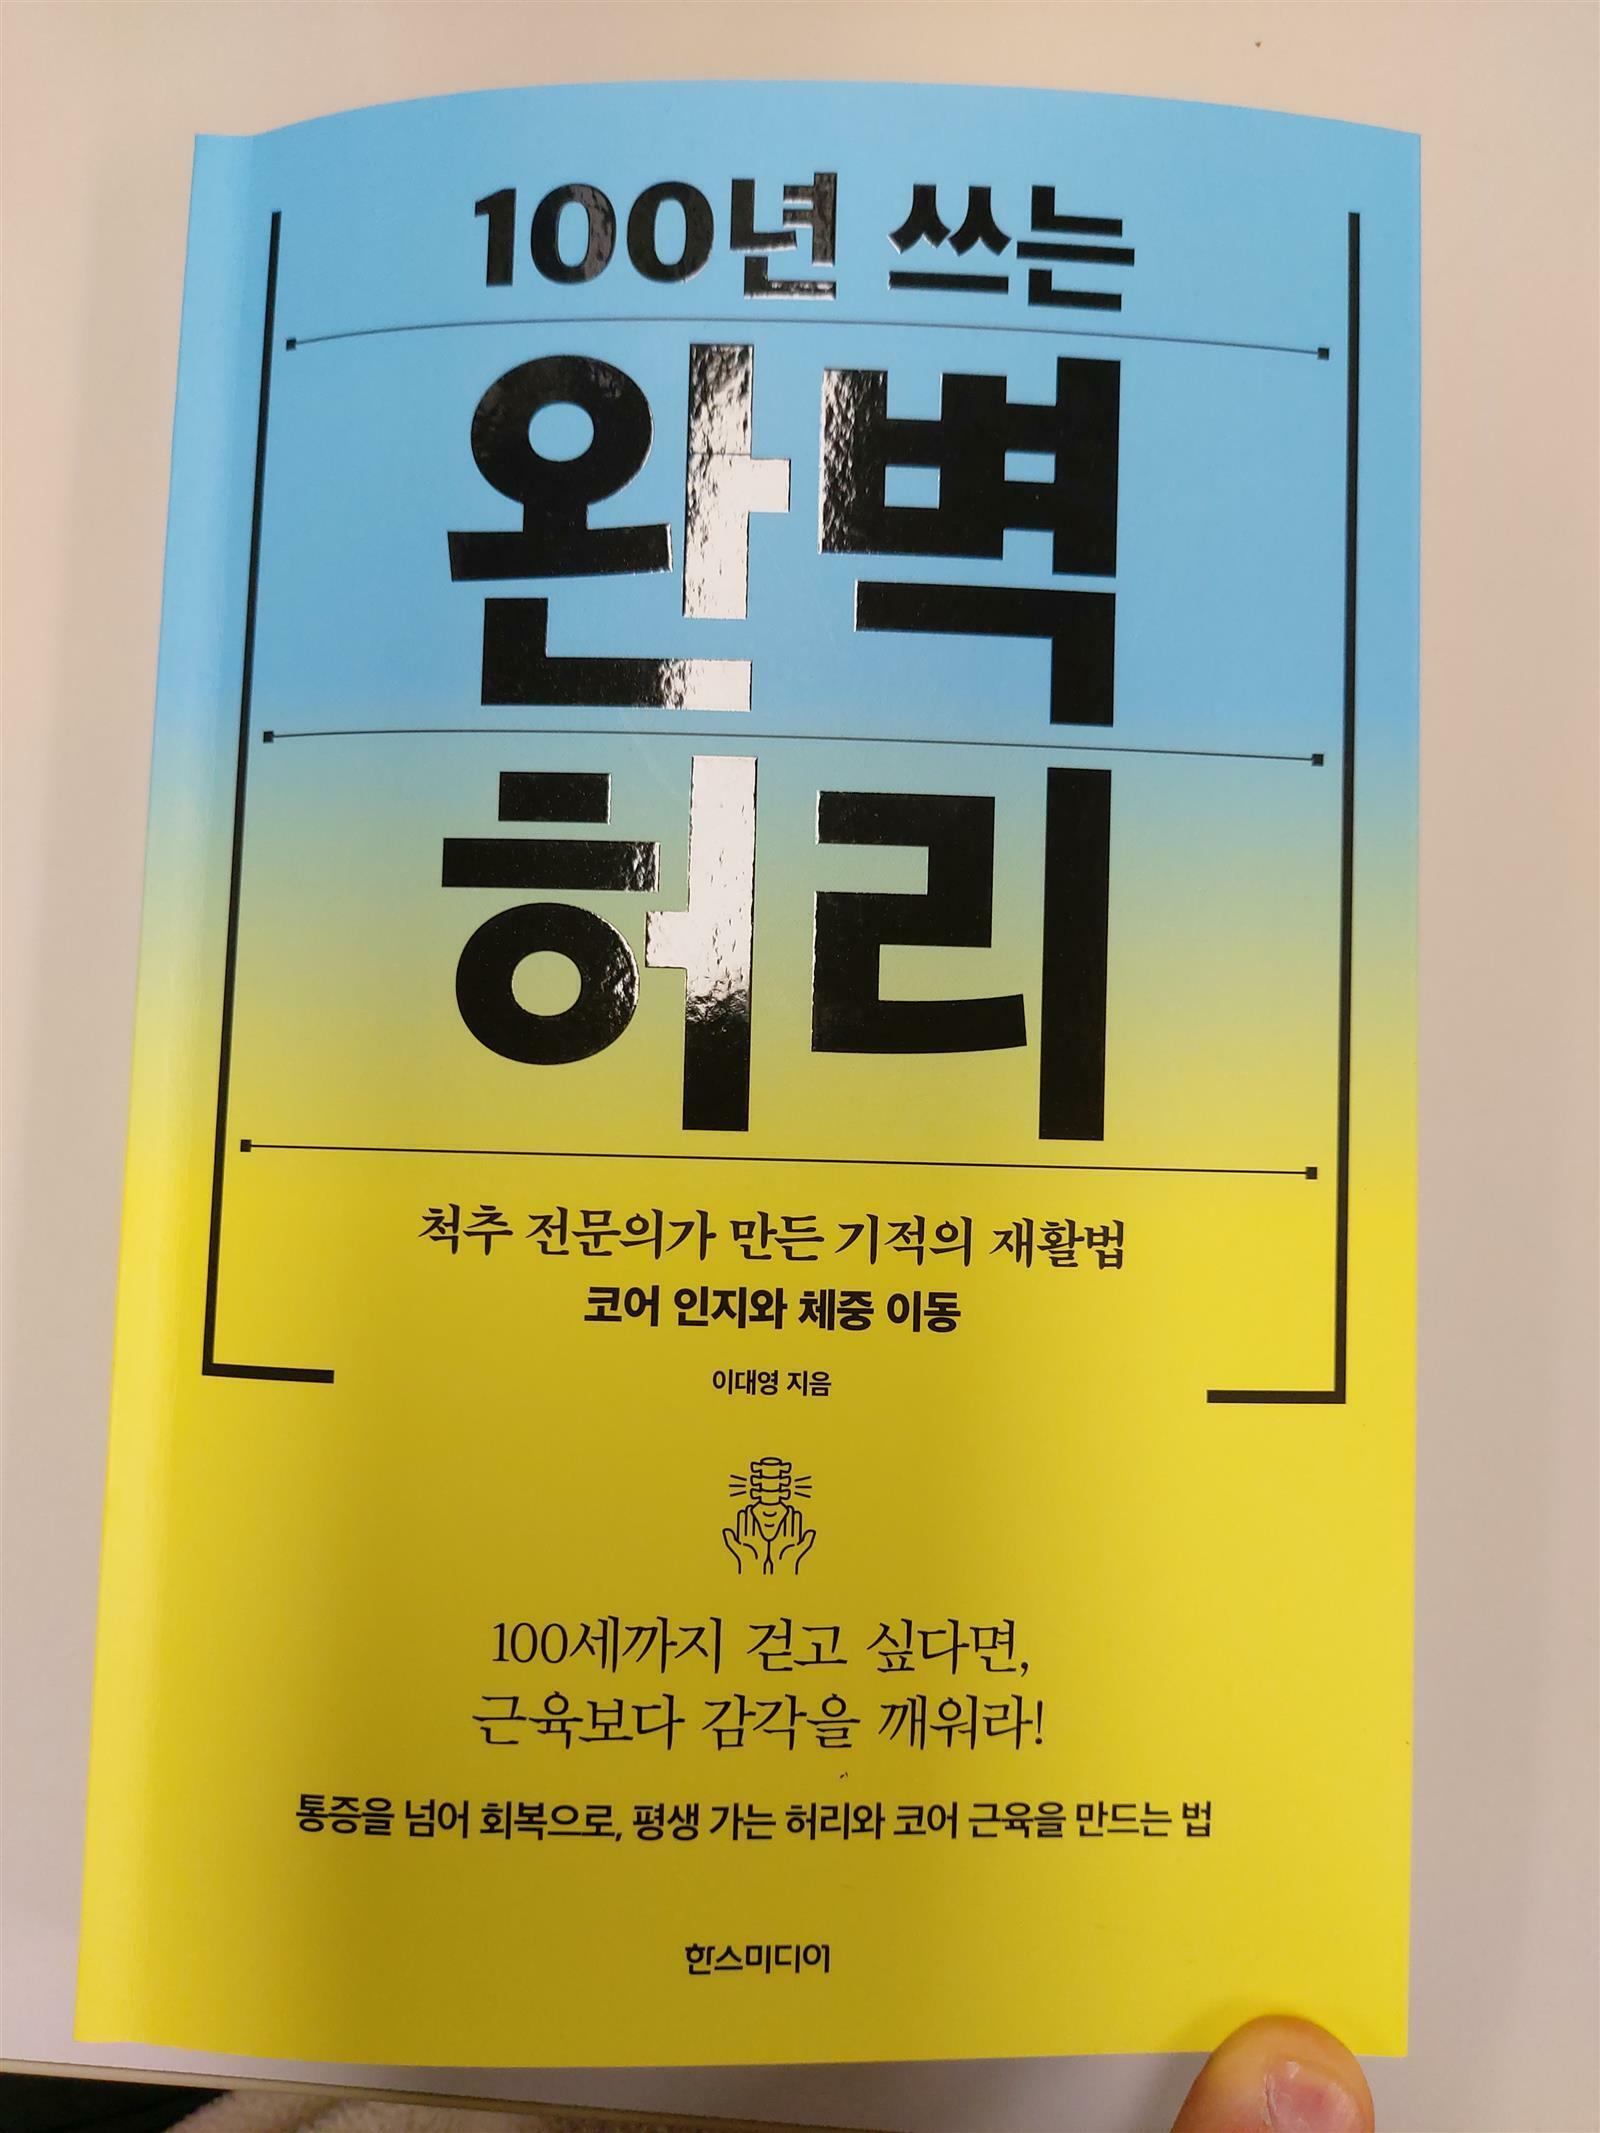 100년 쓰는
완벽
허리
척추 전문의가 만든 기적의 재활법
코어 인지와 체중 이동
이대영 지음
100세까지 걷고 싶다면,
근육보다 감각을 깨워라!
통증을 넘어 회복으로, 평생 가는 허리와 코어 근육을 만드는 법
한스미디어